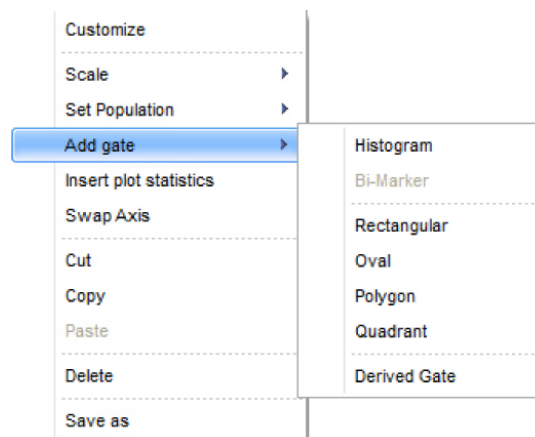 Customize
Scale
Set Population
Add gate
Insert plot statistics
Swap Axis
Cut
Copy
Paste
Delete
Save as
Histogram
Bi-Marker
Rectangular
Oval
Polygon
Quadrant
Derived Gate